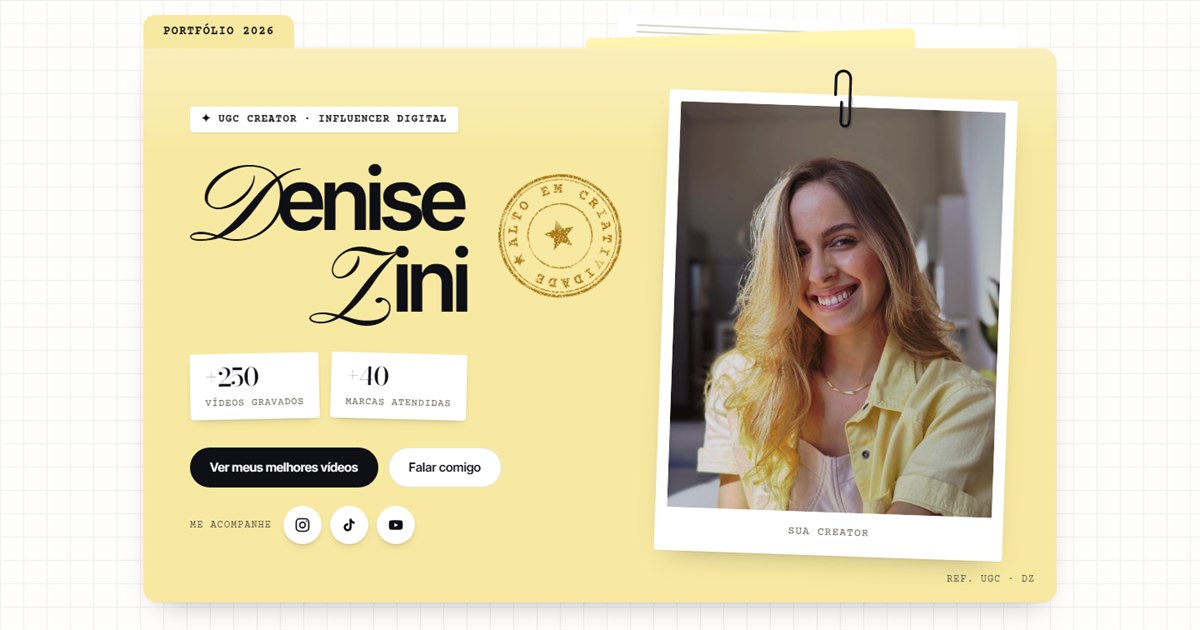 PORTFÓLIO 2026
✦ UGC CREATOR · INFLUENCER DIGITAL
Denise
Zini
★ ALTO EM CRIATIVIDADE
+250
VÍDEOS GRAVADOS
+40
MARCAS ATENDIDAS
Ver meus melhores vídeos
Falar comigo
ME ACOMPANHE
SUA CREATOR
REF. UGC · DZ